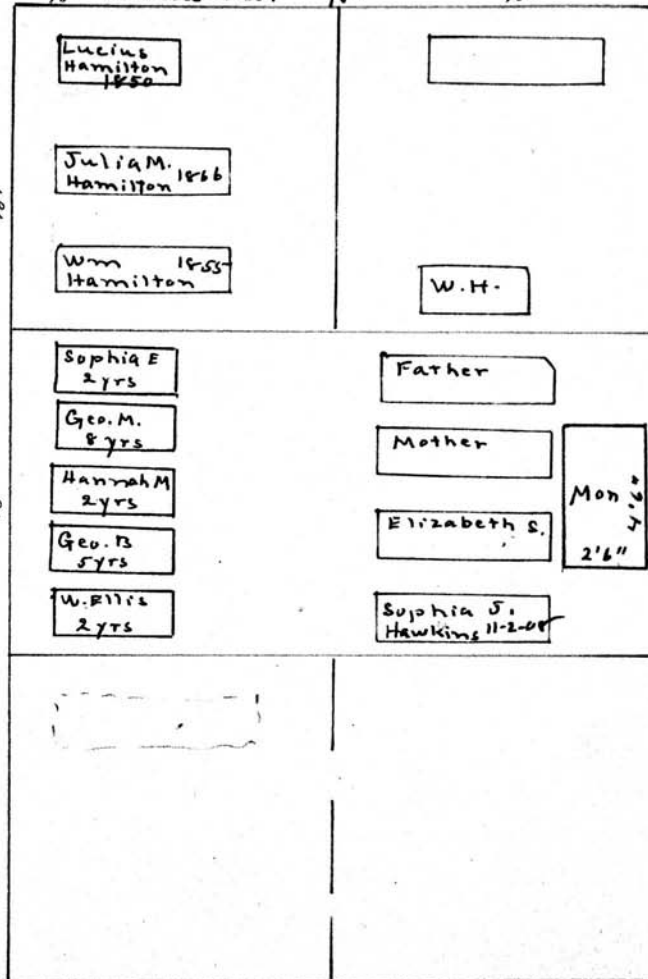 Lucius
Hamilton
1850
Julia M.
Hamilton 1866
Wm 1855
Hamilton
W.H.
Sophia E
2 yrs
Geo. M.
8 yrs
Hannah M
2 yrs
Geo. B
5 yrs
W. Ellis
2 yrs
Father
Mother
Elizabeth S.
Sophia J.
Hawkins 11-2-08
Mon
2'6"